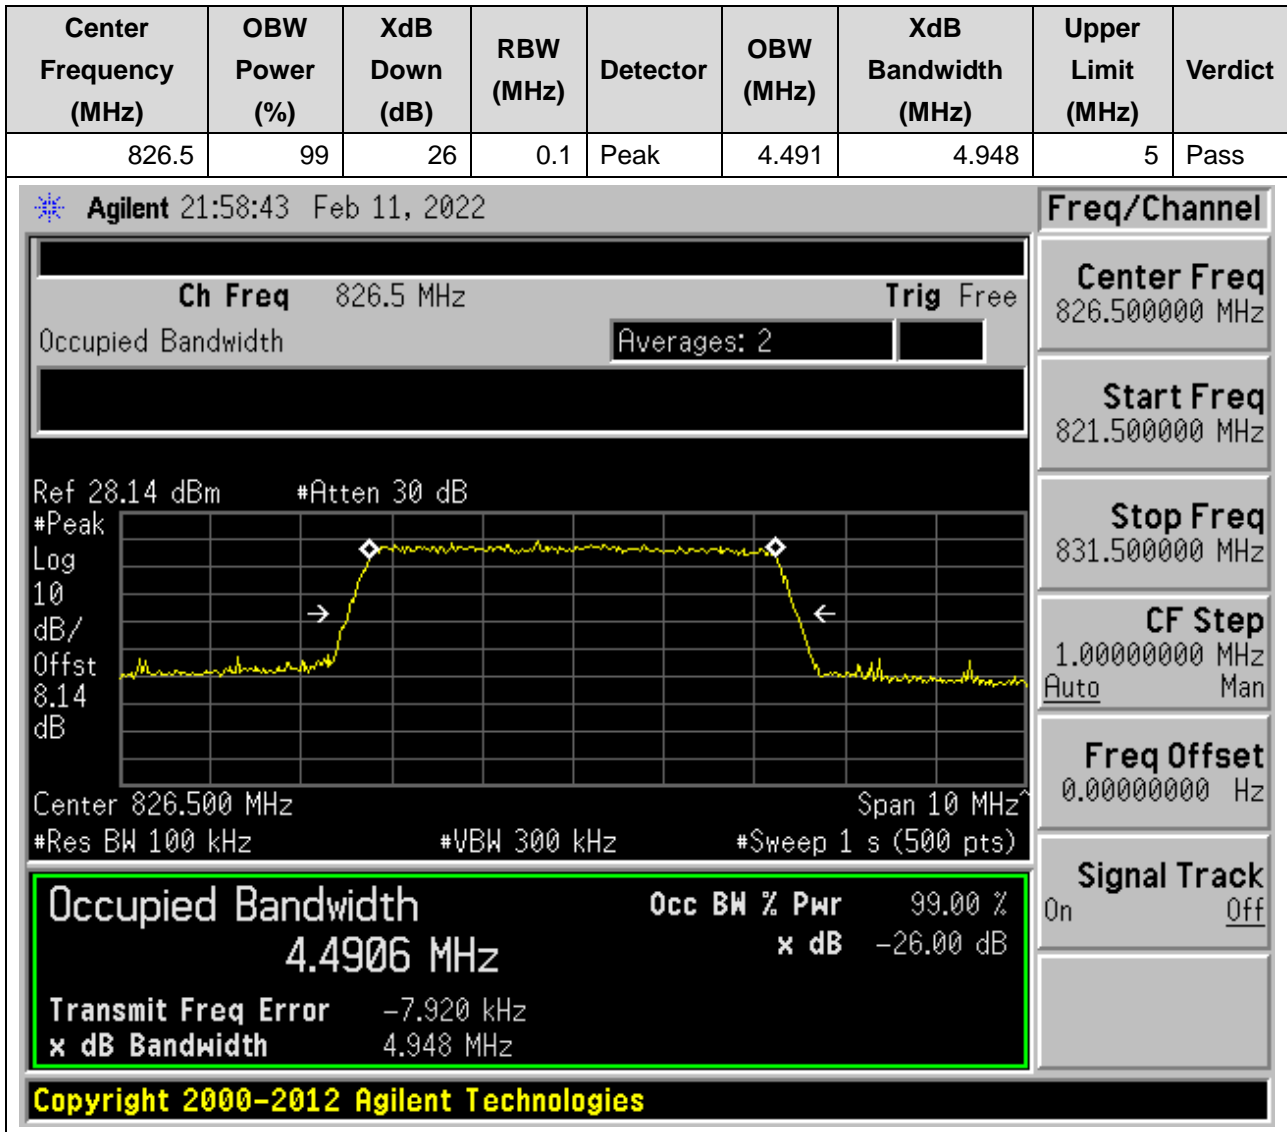 Center Frequency (MHz) OBW Power (%) XdB Down (dB) RBW (MHz) Detector OBW (MHz) XdB Bandwidth (MHz) Upper Limit (MHz) Verdict
826.5 99 26 0.1 Peak 4.491 4.948 5 Pass
Agilent 21:58:43 Feb 11, 2022
Ch Freq 826.5 MHz Trig Free
Occupied Bandwidth Averages: 2
Ref 28.14 dBm #Atten 30 dB
#Peak
Log
10
dB/
Offst
8.14
dB
Center 826.500 MHz Span 10 MHz^
#Res BW 100 kHz #VBW 300 kHz #Sweep 1 s (500 pts)
Occupied Bandwidth Occ BW % Pwr 99.00 %
4.4906 MHz x dB -26.00 dB
Transmit Freq Error -7.920 kHz
x dB Bandwidth 4.948 MHz
Copyright 2000-2012 Agilent Technologies
Freq/Channel
Center Freq
826.500000 MHz
Start Freq
821.500000 MHz
Stop Freq
831.500000 MHz
CF Step
1.00000000 MHz
Auto Man
Freq Offset
0.00000000 Hz
Signal Track
On Off